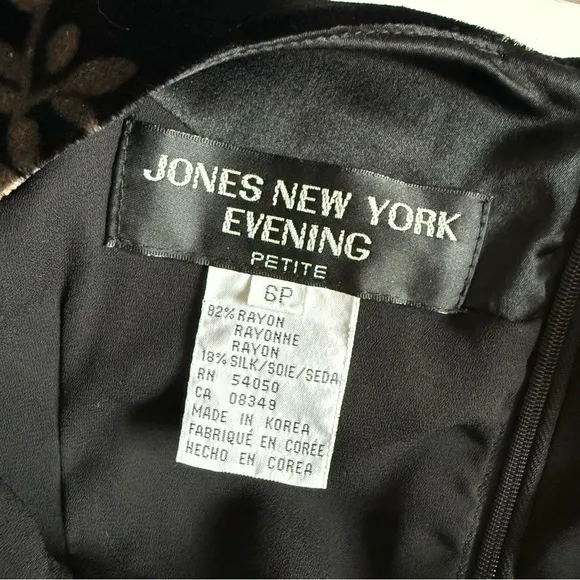 JONES NEW YORK
EVENING
PETITE
6P
82% RAYON
RAYONNE
RAYON
18% SILK/SOIE/SEDA
RN 54050
CA 08349
MADE IN KOREA
FABRIQUÉ EN CORÉE
HECHO EN COREA